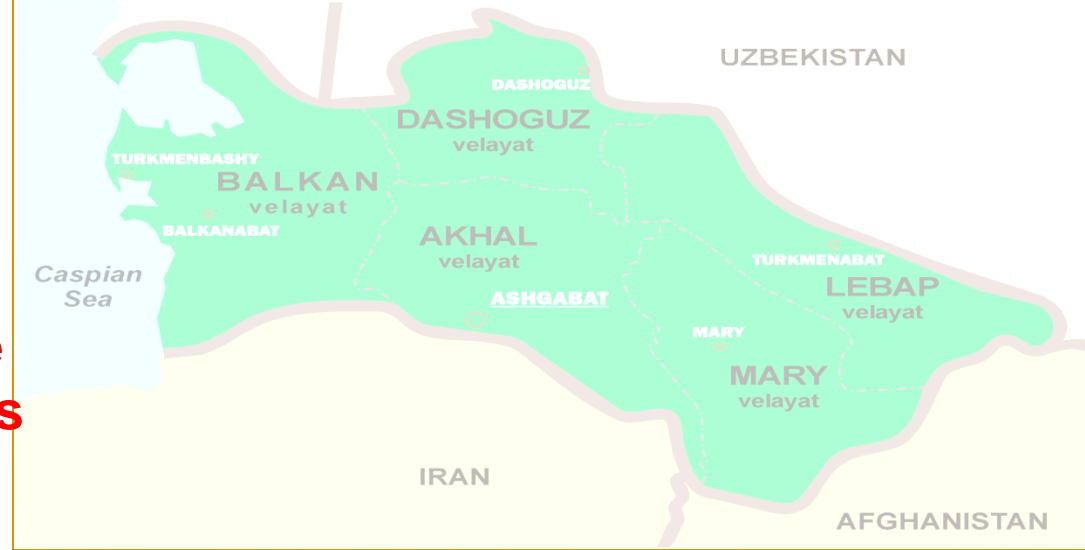 UZBEKISTAN
DASHOGUZ
DASHOGUZ
velayat
TURKMENBASHY
BALKAN
velayat
BALKANABAT
AKHAL
velayat
Caspian
Sea
ASHGABAT
TURKMENABAT
LEBAP
velayat
MARY
MARY
velayat
IRAN
AFGHANISTAN